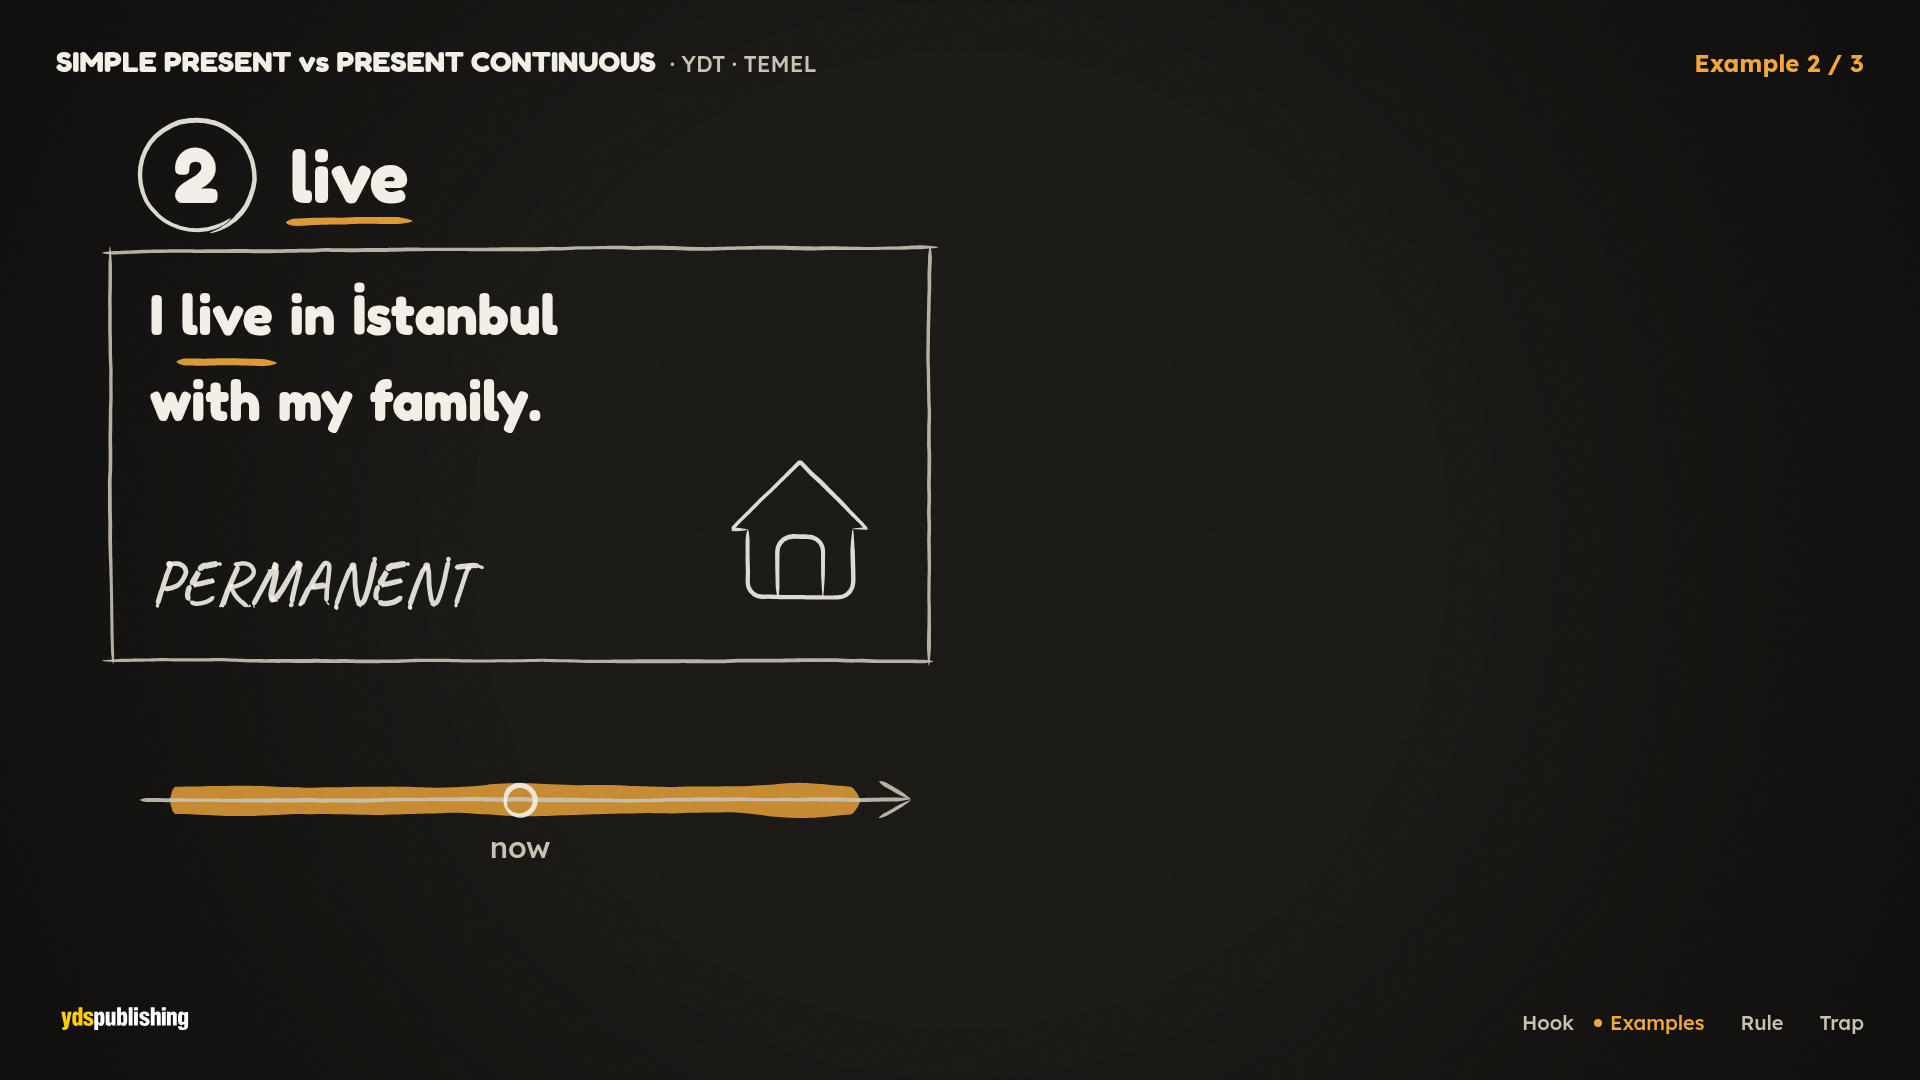 SIMPLE PRESENT vs PRESENT CONTINUOUS · YDT · TEMEL
Example 2 / 3
2 live
I live in İstanbul
with my family.
PERMANENT
now
ydspublishing
Hook • Examples Rule Trap